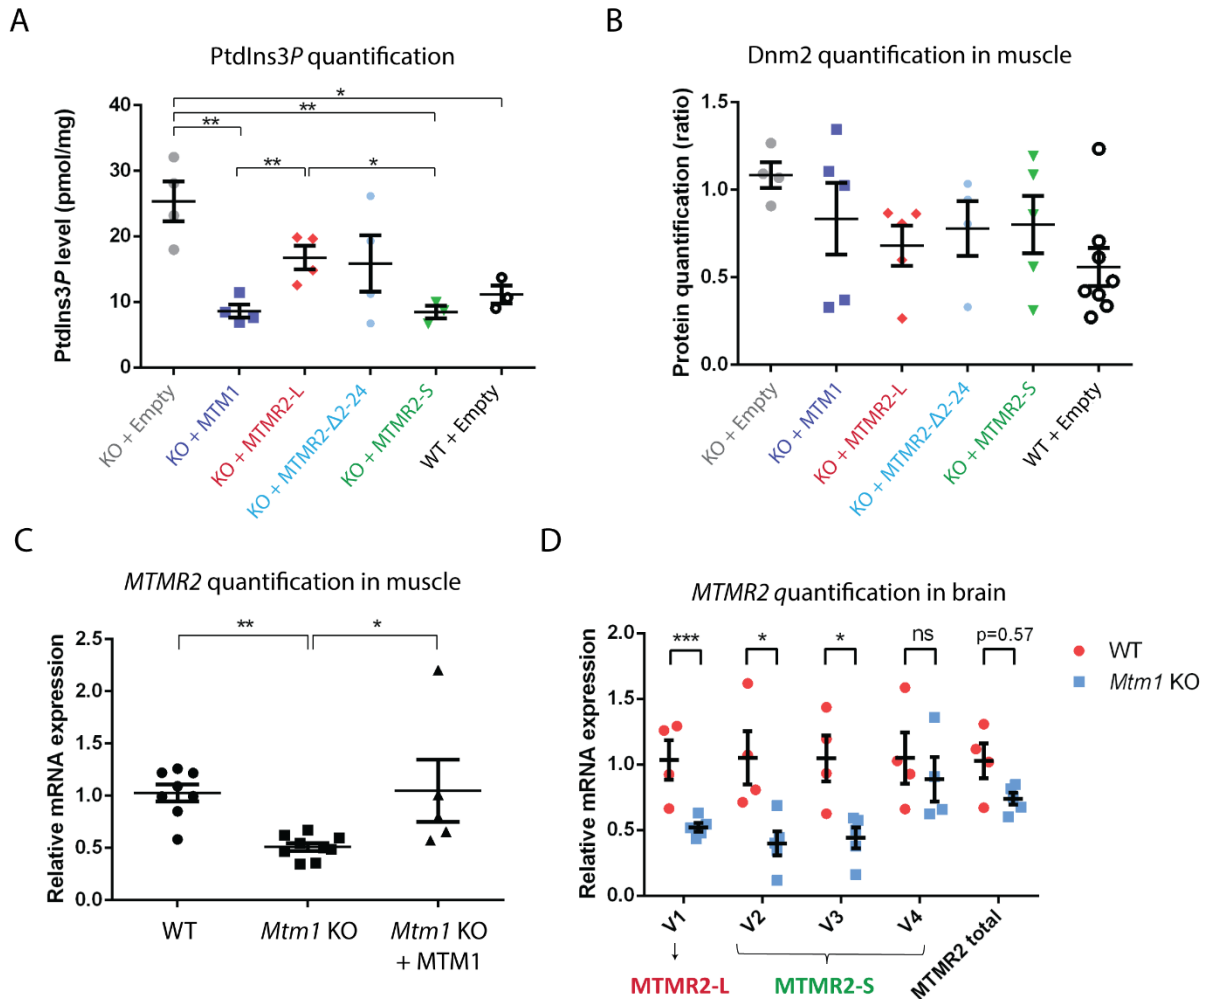 A
PtdIns3P quantification
PtdIns3P level (pmol/mg)
40
30
20
10
0
*
**
**
**
*
KO + Empty
KO + MTM1
KO + MTMR2-L
KO + MTMR2-Δ2-24
KO + MTMR2-S
WT + Empty
B
Dnm2 quantification in muscle
Protein quantification (ratio)
1.5
1.0
0.5
0.0
KO + Empty
KO + MTM1
KO + MTMR2-L
KO + MTMR2-Δ2-24
KO + MTMR2-S
WT + Empty
C
MTMR2 quantification in muscle
Relative mRNA expression
2.5
2.0
1.5
1.0
0.5
0.0
**
*
WT
Mtm1 KO
Mtm1 KO
+ MTM1
D
MTMR2 quantification in brain
Relative mRNA expression
2.0
1.5
1.0
0.5
0.0
***
*
*
ns
p=0.57
WT
Mtm1 KO
V1
V2
V3
V4
MTMR2 total
MTMR2-L
MTMR2-S